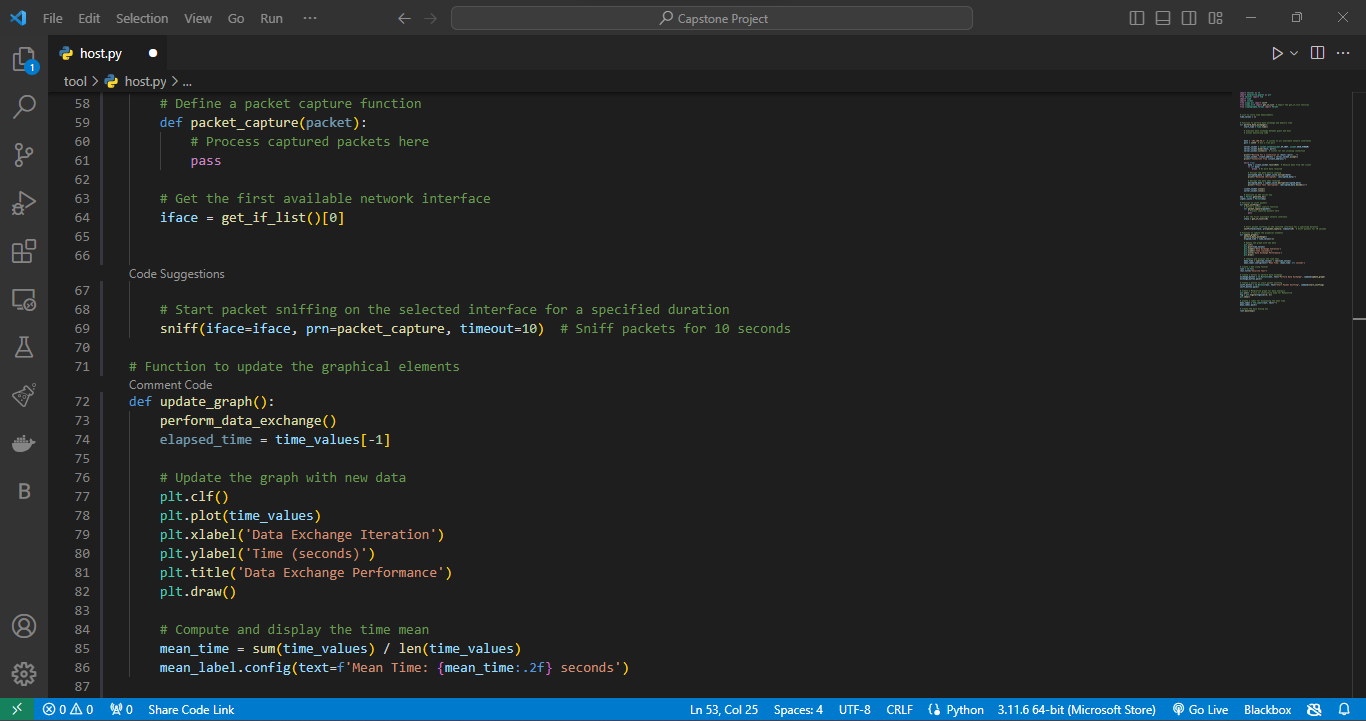 File Edit Selection View Go Run ··· Capstone Project
host.py
tool > host.py > ...
58 # Define a packet capture function
59 def packet_capture(packet):
60 # Process captured packets here
61 pass
62
63 # Get the first available network interface
64 iface = get_if_list()[0]
65
66
Code Suggestions
67
68 # Start packet sniffing on the selected interface for a specified duration
69 sniff(iface=iface, prn=packet_capture, timeout=10)  # Sniff packets for 10 seconds
70
71 # Function to update the graphical elements
Comment Code
72 def update_graph():
73 perform_data_exchange()
74 elapsed_time = time_values[-1]
75
76 # Update the graph with new data
77 plt.clf()
78 plt.plot(time_values)
79 plt.xlabel('Data Exchange Iteration')
80 plt.ylabel('Time (seconds)')
81 plt.title('Data Exchange Performance')
82 plt.draw()
83
84 # Compute and display the time mean
85 mean_time = sum(time_values) / len(time_values)
86 mean_label.config(text=f'Mean Time: {mean_time:.2f} seconds')
87
1
B
0 0 0 Share Code Link Ln 53, Col 25 Spaces: 4 UTF-8 CRLF Python 3.11.6 64-bit (Microsoft Store) Go Live Blackbox